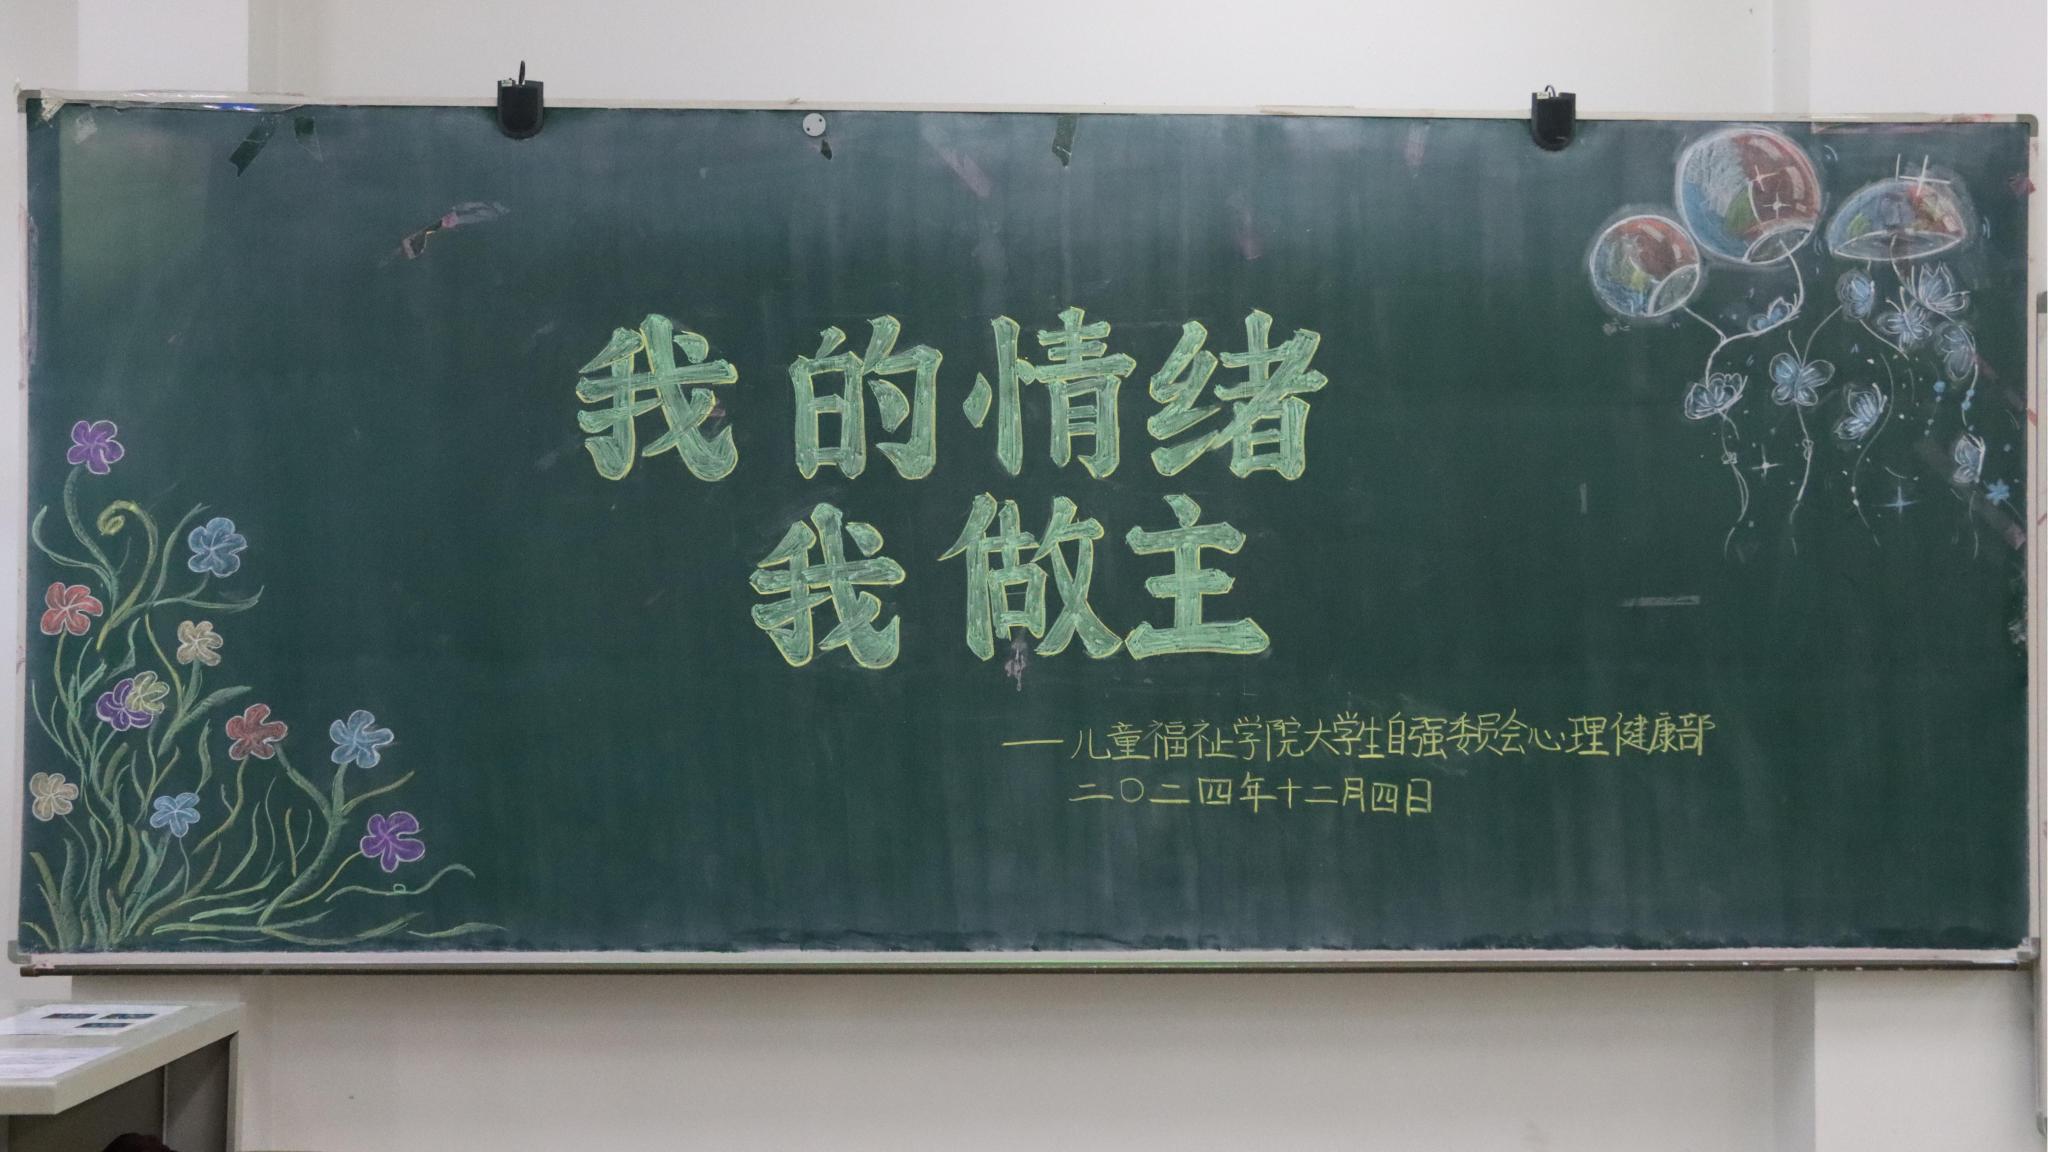 我的情绪
我做主
—儿童福祉学院大学生自强委员会心理健康部
二〇二四年十二月四日